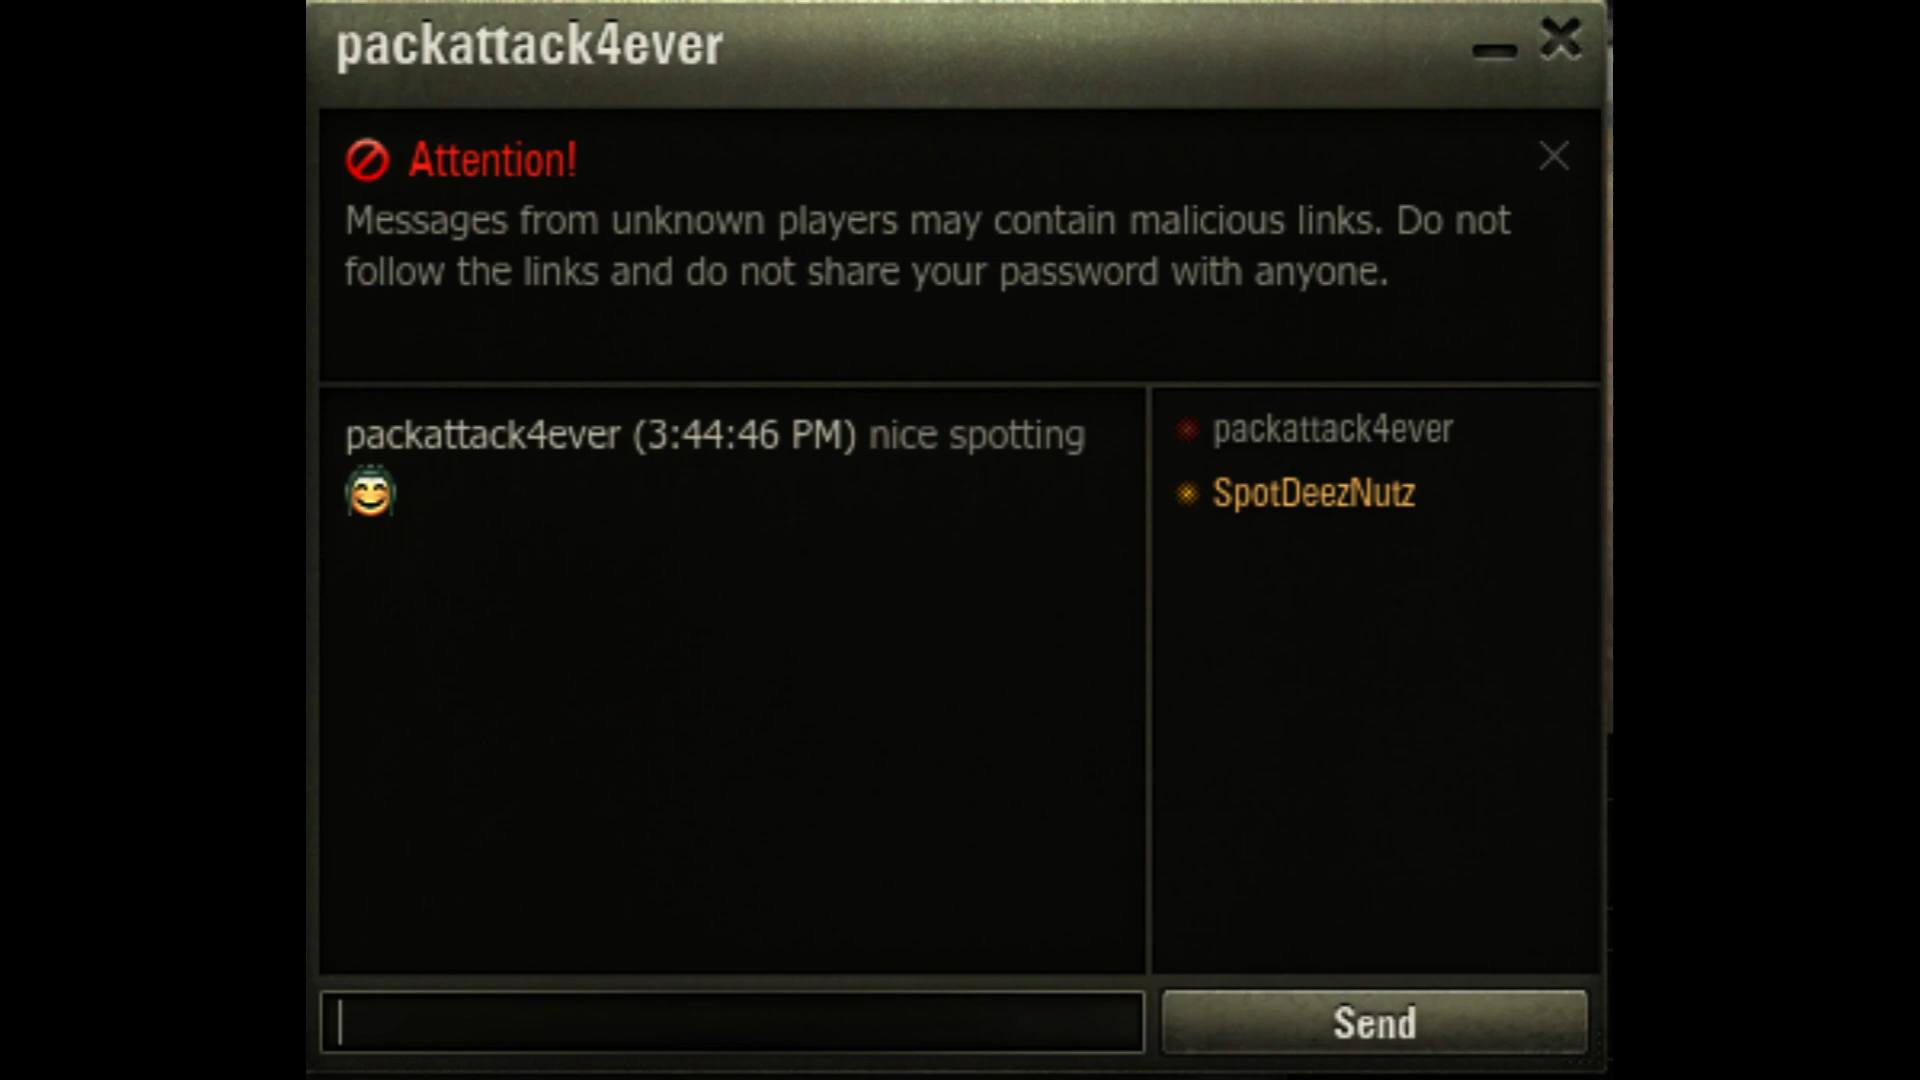 packattack4ever
Attention!
Messages from unknown players may contain malicious links. Do not
follow the links and do not share your password with anyone.
packattack4ever (3:44:46 PM) nice spotting
packattack4ever
SpotDeezNutz
Send